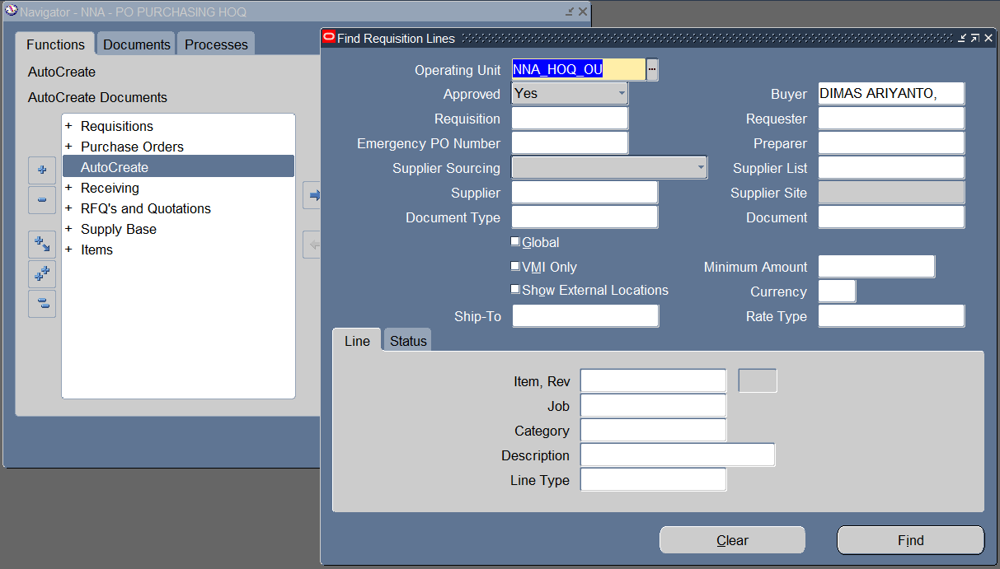 Navigator - NNA - PO PURCHASING HOQ
Functions Documents Processes
AutoCreate
AutoCreate Documents
+ Requisitions
+ Purchase Orders
AutoCreate
+ Receiving
+ RFQ's and Quotations
+ Supply Base
+ Items
Find Requisition Lines
Operating Unit NNA_HOQ_OU ...
Approved Yes Buyer DIMAS ARIYANTO,
Requisition Requester
Emergency PO Number Preparer
Supplier Sourcing Supplier List
Supplier Supplier Site
Document Type Document
Global
VMI Only Minimum Amount
Show External Locations Currency
Ship-To Rate Type
Line Status
Item, Rev
Job
Category
Description
Line Type
Clear Find